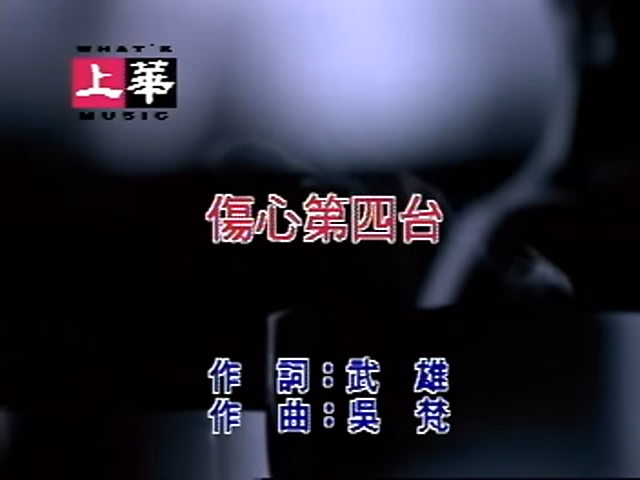 WHAT'S
上華
MUSIC
傷心第四台
作 詞：武 雄
作 曲：吳 梵